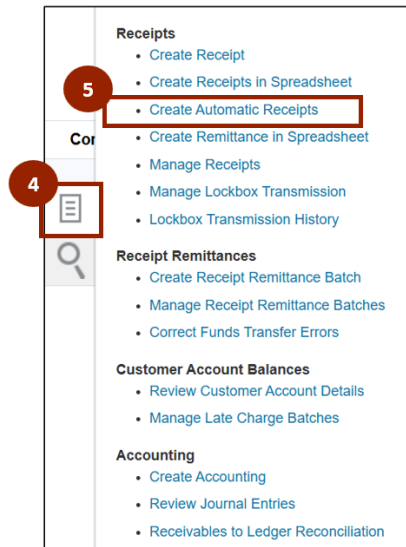 Receipts
Create Receipt
Create Receipts in Spreadsheet
5
Create Automatic Receipts
Cor
Create Remittance in Spreadsheet
Manage Receipts
4
Manage Lockbox Transmission
Lockbox Transmission History
Receipt Remittances
Create Receipt Remittance Batch
Manage Receipt Remittance Batches
Correct Funds Transfer Errors
Customer Account Balances
Review Customer Account Details
Manage Late Charge Batches
Accounting
Create Accounting
Review Journal Entries
Receivables to Ledger Reconciliation